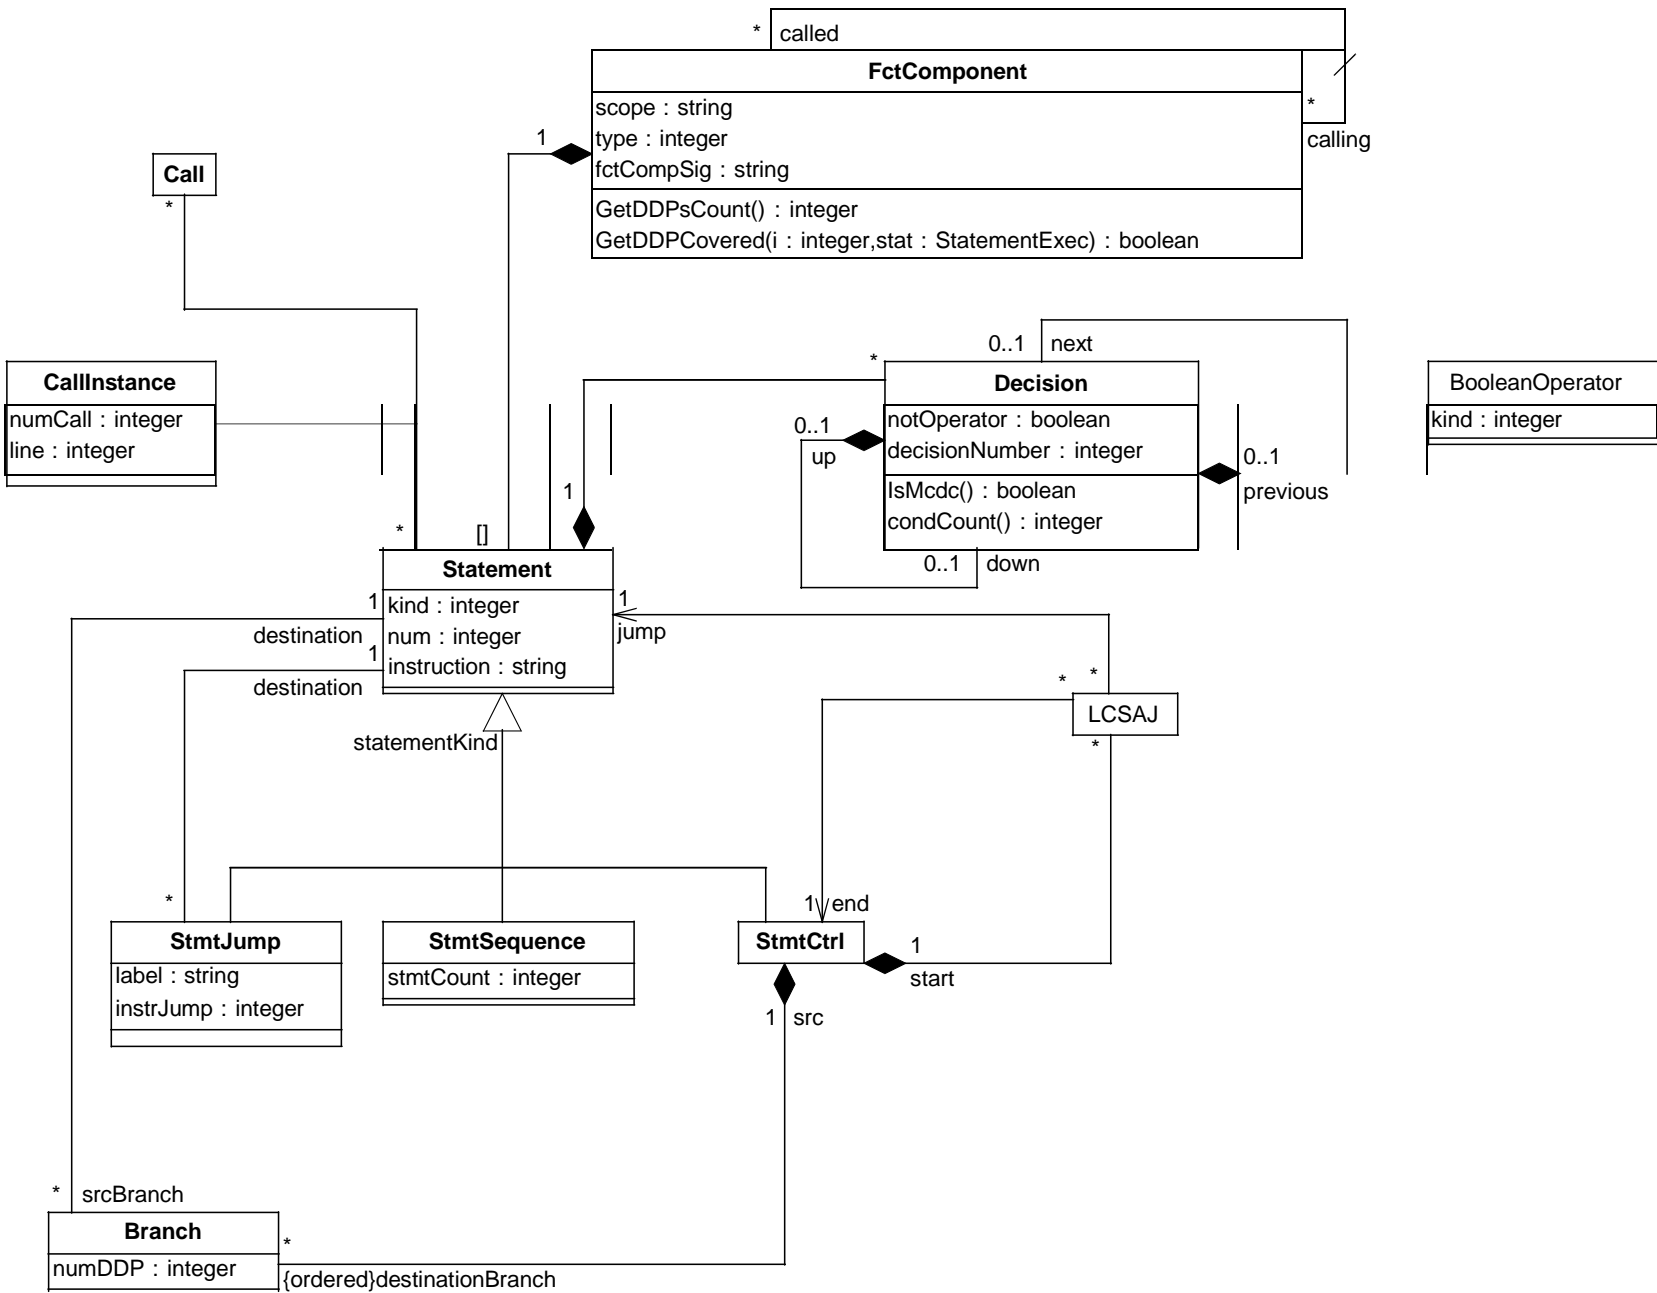 * called
FctComponent
scope : string
type : integer
fctCompSig : string
GetDDPsCount() : integer
GetDDPCovered(i : integer,stat : StatementExec) : boolean
*
calling
1
Call
*
CallInstance
numCall : integer
line : integer
0..1 next
*
Decision
notOperator : boolean
decisionNumber : integer
IsMcdc() : boolean
condCount() : integer
0..1
up
0..1
previous
0..1 down
BooleanOperator
kind : integer
1
* []
Statement
kind : integer
num : integer
instruction : string
1
destination
1
destination
1
jump
* *
LCSAJ
*
statementKind
*
StmtJump
label : string
instrJump : integer
StmtSequence
stmtCount : integer
1 end
StmtCtrl
1
start
1 src
* srcBranch
Branch
numDDP : integer
*
{ordered}destinationBranch